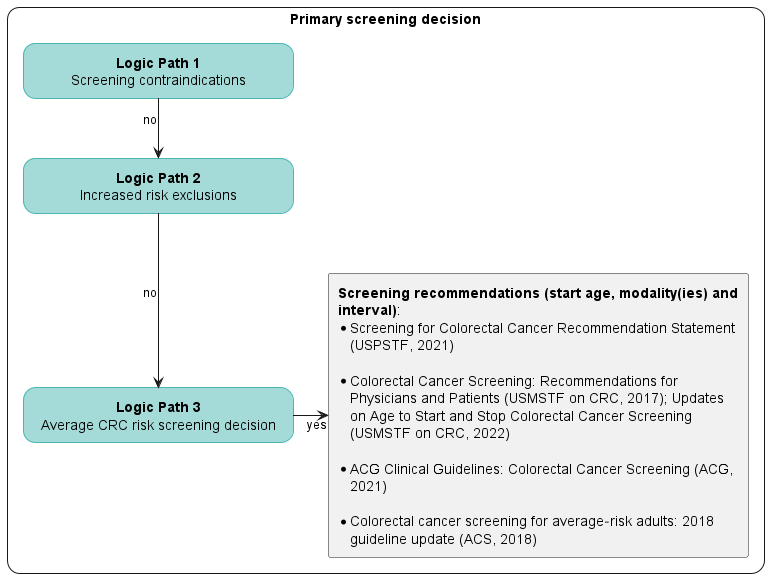 Primary screening decision
Logic Path 1
Screening contraindications
no
Logic Path 2
Increased risk exclusions
no
Logic Path 3
Average CRC risk screening decision
yes
Screening recommendations (start age, modality(ies) and
interval):
• Screening for Colorectal Cancer Recommendation Statement
(USPSTF, 2021)
• Colorectal Cancer Screening: Recommendations for
Physicians and Patients (USMSTF on CRC, 2017); Updates
on Age to Start and Stop Colorectal Cancer Screening
(USMSTF on CRC, 2022)
• ACG Clinical Guidelines: Colorectal Cancer Screening (ACG,
2021)
• Colorectal cancer screening for average-risk adults: 2018
guideline update (ACS, 2018)